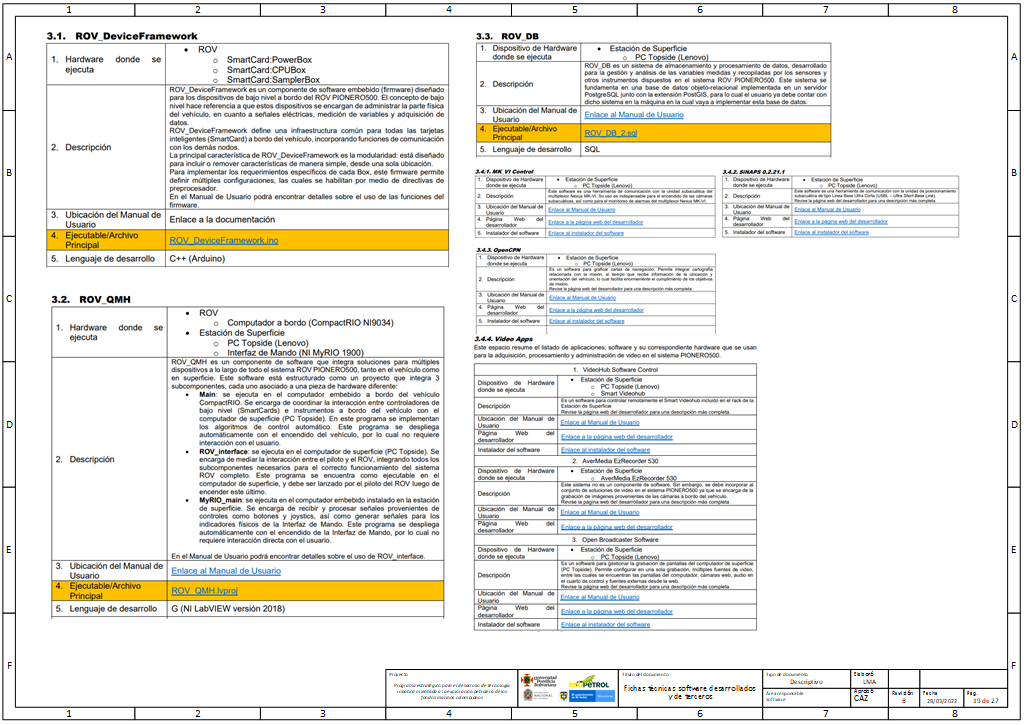 1 2 3 4 5 6 7 8
A
B
C
D
E
F
3.1. ROV_DeviceFramework
1. Hardware donde se ejecuta
• ROV
o SmartCard:PowerBox
o SmartCard:CPUBox
o SmartCard:SamplerBox
2. Descripción
ROV_DeviceFramework es un componente de software embebido (firmware) diseñado
para los dispositivos de bajo nivel a bordo del ROV PIONERO500. El concepto de bajo
nivel hace referencia a que estos dispositivos se encargan de administrar la parte física
del vehículo, en cuanto a señales eléctricas, medición de variables y adquisición de
datos.
ROV_DeviceFramework define una infraestructura común para todas las tarjetas
inteligentes (SmartCard) a bordo del vehículo, incorporando funciones de comunicación
con los demás nodos.
La principal característica de ROV_DeviceFramework es la modularidad: está diseñado
para incluir o remover características de manera simple, desde una sola ubicación.
Para implementar los requisitos específicos de cada Box, este firmware permite
definir múltiples configuraciones, las cuales se habilitan por medio de directivas de
preprocesador.
En el Manual de Usuario podrá encontrar detalles sobre el uso de las funciones del
firmware.
3. Ubicación del Manual de Usuario
Enlace a la documentación
4. Ejecutable/Archivo Principal
ROV_DeviceFramework.ino
5. Lenguaje de desarrollo
C++ (Arduino)
3.2. ROV_QMH
1. Hardware donde se ejecuta
• ROV
o Computador a bordo (CompactRIO NI9034)
• Estación de Superficie
o PC Topside (Lenovo)
o Interfaz de Mando (NI MyRIO 1900)
2. Descripción
ROV_QMH es un componente de software que integra soluciones para múltiples
dispositivos a lo largo de todo el sistema ROV PIONERO500, tanto en el vehículo como
en superficie. Este software está estructurado como un proyecto que integra 3
subcomponentes, cada uno asociado a una pieza de hardware diferente:
• Main: se ejecuta en el computador embebido a bordo del vehículo
CompactRIO. Se encarga de coordinar la interacción entre controladores de
bajo nivel (SmartCards) e instrumentos a bordo del vehículo con el
computador de superficie (PC Topside). En este programa se implementan
los algoritmos de control automático. Este programa se despliega
automáticamente con el encendido del vehículo, por lo cual no requiere
interacción con el usuario.
• ROV_interface: se ejecuta en el computador de superficie (PC Topside). Se
encarga de mediar la interacción entre el piloto y el ROV, integrando todos los
subcomponentes necesarios para el correcto funcionamiento del sistema
ROV completo. Este programa se encuentra como ejecutable en el
computador de superficie, y debe ser lanzado por el piloto del ROV luego de
encender este último.
• MyRIO_main: se ejecuta en el computador embebido instalado en la estación
de superficie. Se encarga de recibir y procesar señales provenientes de
controles como botones y joysticks, así como generar señales para los
indicadores físicos de la Interfaz de Mando. Este programa se despliega
automáticamente con el encendido de la Interfaz de Mando, por lo cual no
requiere interacción directa con el usuario.
En el Manual de Usuario podrá encontrar detalles sobre el uso de ROV_interface.
3. Ubicación del Manual de Usuario
Enlace al Manual de Usuario
4. Ejecutable/Archivo Principal
ROV_QMH.lvproj
5. Lenguaje de desarrollo
G (NI LabVIEW versión 2018)
3.3. ROV_DB
1. Dispositivo de Hardware donde se ejecuta
• Estación de Superficie
o PC Topside (Lenovo)
2. Descripción
ROV_DB es un sistema de almacenamiento y procesamiento de datos, desarrollado
para la gestión y análisis de las variables medidas y recopiladas por los sensores y
otros instrumentos dispuestos en el sistema ROV PIONERO500. Este sistema se
fundamenta en una base de datos objeto-relacional implementada en un servidor
PostgreSQL junto con la extensión PostGIS, para lo cual el usuario ya debe contar con
dicho sistema en la máquina en la cual vaya a implementar esta base de datos.
3. Ubicación del Manual de Usuario
Enlace al Manual de Usuario
4. Ejecutable/Archivo Principal
ROV_DB_2.sql
5. Lenguaje de desarrollo
SQL
3.4.1. MK VI Control
1. Dispositivo de Hardware donde se ejecuta
• Estación de Superficie
o PC Topside (Lenovo)
2. Descripción
Este software es una herramienta de comunicación con la unidad subacuática del
multiplexor Nexus MK-VI. Su uso es indispensable para el encendido de las cámaras
subacuáticas, así como para el monitoreo de alarmas del multiplexor Nexus MK-VI.
3. Ubicación del Manual de Usuario
Enlace al Manual de Usuario
4. Página Web del desarrollador
Enlace a la página web del desarrollador
5. Instalador del software
Enlace al instalador del software
3.4.2. SiNAPS 0.2.21.1
1. Dispositivo de Hardware donde se ejecuta
• Estación de Superficie
o PC Topside (Lenovo)
2. Descripción
Este software es una herramienta de comunicación con la unidad de posicionamiento
subacuática de tipo Línea Base Ultra Corta (USBL – Ultra Short Base Line).
Revise la página web del desarrollador para una descripción más completa.
3. Ubicación del Manual de Usuario
Enlace al Manual de Usuario
4. Página Web del desarrollador
Enlace a la página web del desarrollador
5. Instalador del software
Enlace al instalador del software
3.4.3. OpenCPN
1. Dispositivo de Hardware donde se ejecuta
• Estación de Superficie
o PC Topside (Lenovo)
2. Descripción
Es un software para graficar cartas de navegación. Permite integrar cartografía
relacionada con la misión, al tiempo que recibe información de la ubicación y
orientación del vehículo, lo cual facilita enormemente el cumplimiento de los objetivos
de misión.
Revise la página web del desarrollador para una descripción más completa.
3. Ubicación del Manual de Usuario
Enlace al Manual de Usuario
4. Página Web del desarrollador
Enlace a la página web del desarrollador
5. Instalador del software
Enlace al instalador del software
3.4.4. Video Apps
Este espacio resume el listado de aplicaciones, software y su correspondiente hardware que se usan
para la adquisición, procesamiento y administración de video en el sistema PIONERO500.
1. VideoHub Software Control
Dispositivo de Hardware donde se ejecuta
• Estación de Superficie
o PC Topside (Lenovo)
o Smart Videohub
Descripción
Es un software para controlar remotamente el Smart Videohub incluido en el rack de la
Estación de Superficie
Revise la página web del desarrollador para una descripción más completa.
Ubicación del Manual de Usuario
Enlace al Manual de Usuario
Página Web del desarrollador
Enlace a la página web del desarrollador
Instalador del software
Enlace al instalador del software
2. AverMedia EzRecorder 530
Dispositivo de Hardware donde se ejecuta
• Estación de Superficie
o AverMedia EzRecorder 530
Descripción
Este sistema no es un componente de software. Sin embargo, se debe incorporar al
conjunto de soluciones de video en el sistema PIONERO500 ya que se encarga de la
grabación de imágenes provenientes de las cámaras a bordo del vehículo.
Revise la página web del desarrollador para una descripción más completa.
Ubicación del Manual de Usuario
Enlace al Manual de Usuario
Página Web del desarrollador
Enlace a la página web del desarrollador
3. Open Broadcaster Software
Dispositivo de Hardware donde se ejecuta
• Estación de Superficie
o PC Topside (Lenovo)
Descripción
Es un software para gestionar la grabación de pantallas del computador de superficie
(PC Topside). Permite configurar en una sola grabación, múltiples fuentes de video,
entre las cuales se encuentran las pantallas del computador, cámaras web, audio en
el cuarto de control y fuentes externas desde la web.
Revise la página web del desarrollador para una descripción más completa.
Ubicación del Manual de Usuario
Enlace al Manual de Usuario
Página Web del desarrollador
Enlace a la página web del desarrollador
Instalador del software
Enlace al instalador del software
Proyecto
Programa estratégico para el desarrollo de tecnología
robótica orientada a la exploración petrolera de los
fondos marinos colombianos
Universidad
Pontificia
Bolivariana
ECOPETROL
NACIONAL
Título del documento
Fichas técnicas software desarrollados
y de terceros
Tipo de documento
Descriptivo
Área responsable
Software
Elaboró
LMA
Aprobó
CAZ
Revisión
B
Fecha
28/03/2022
Pág.
19 de 27
A
B
C
D
E
F
1 2 3 4 5 6 7 8